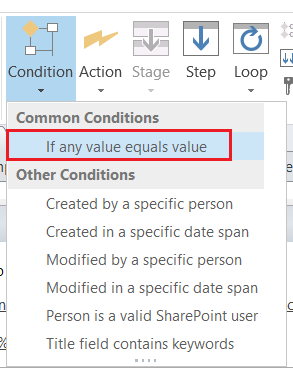 Condition Action Stage Step Loop
Common Conditions
If any value equals value
Other Conditions
Created by a specific person
Created in a specific date span
Modified by a specific person
Modified in a specific date span
Person is a valid SharePoint user
Title field contains keywords